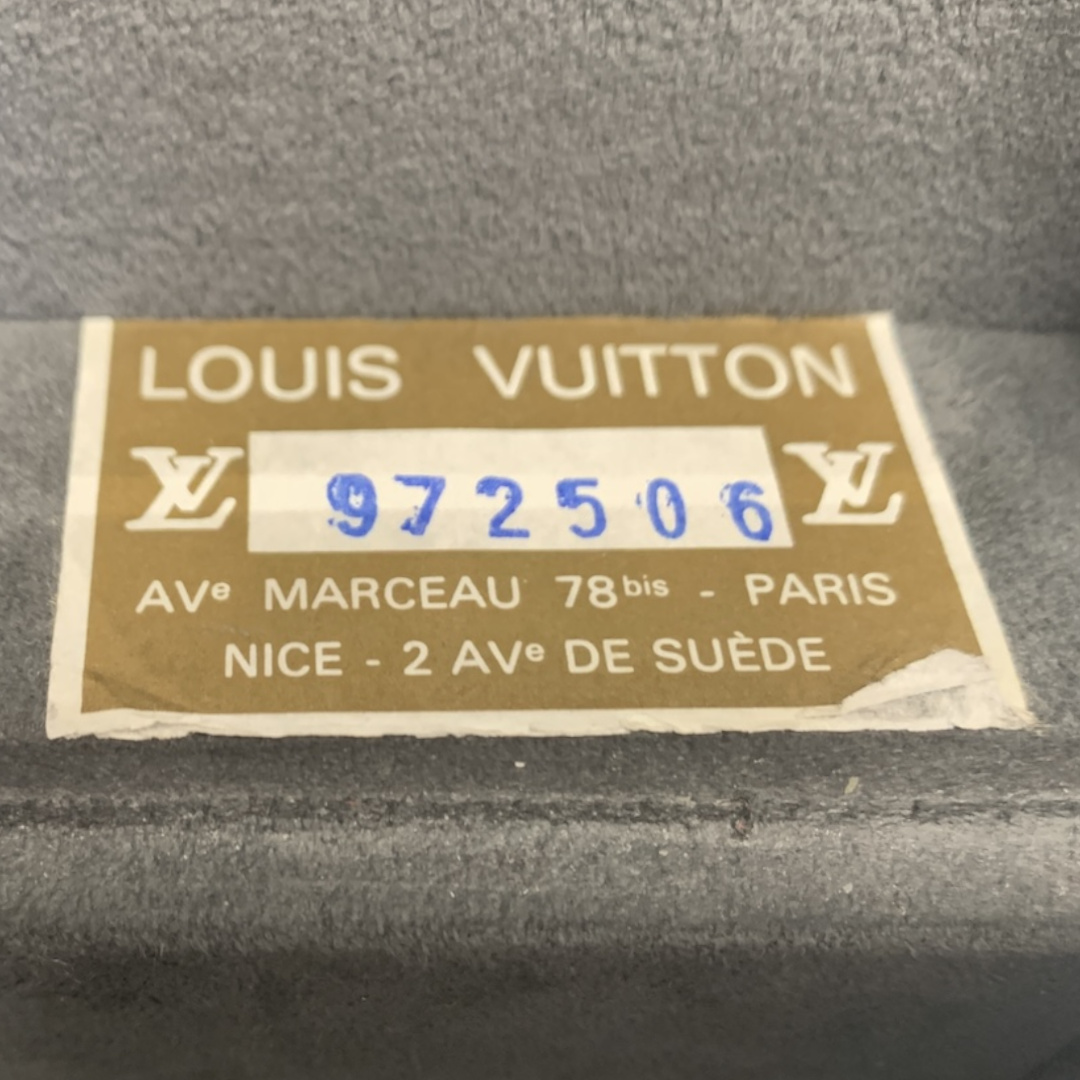 LOUIS VUITTON
LV 972506 LV
AVe MARCEAU 78bis - PARIS
NICE - 2 AVe DE SUÈDE